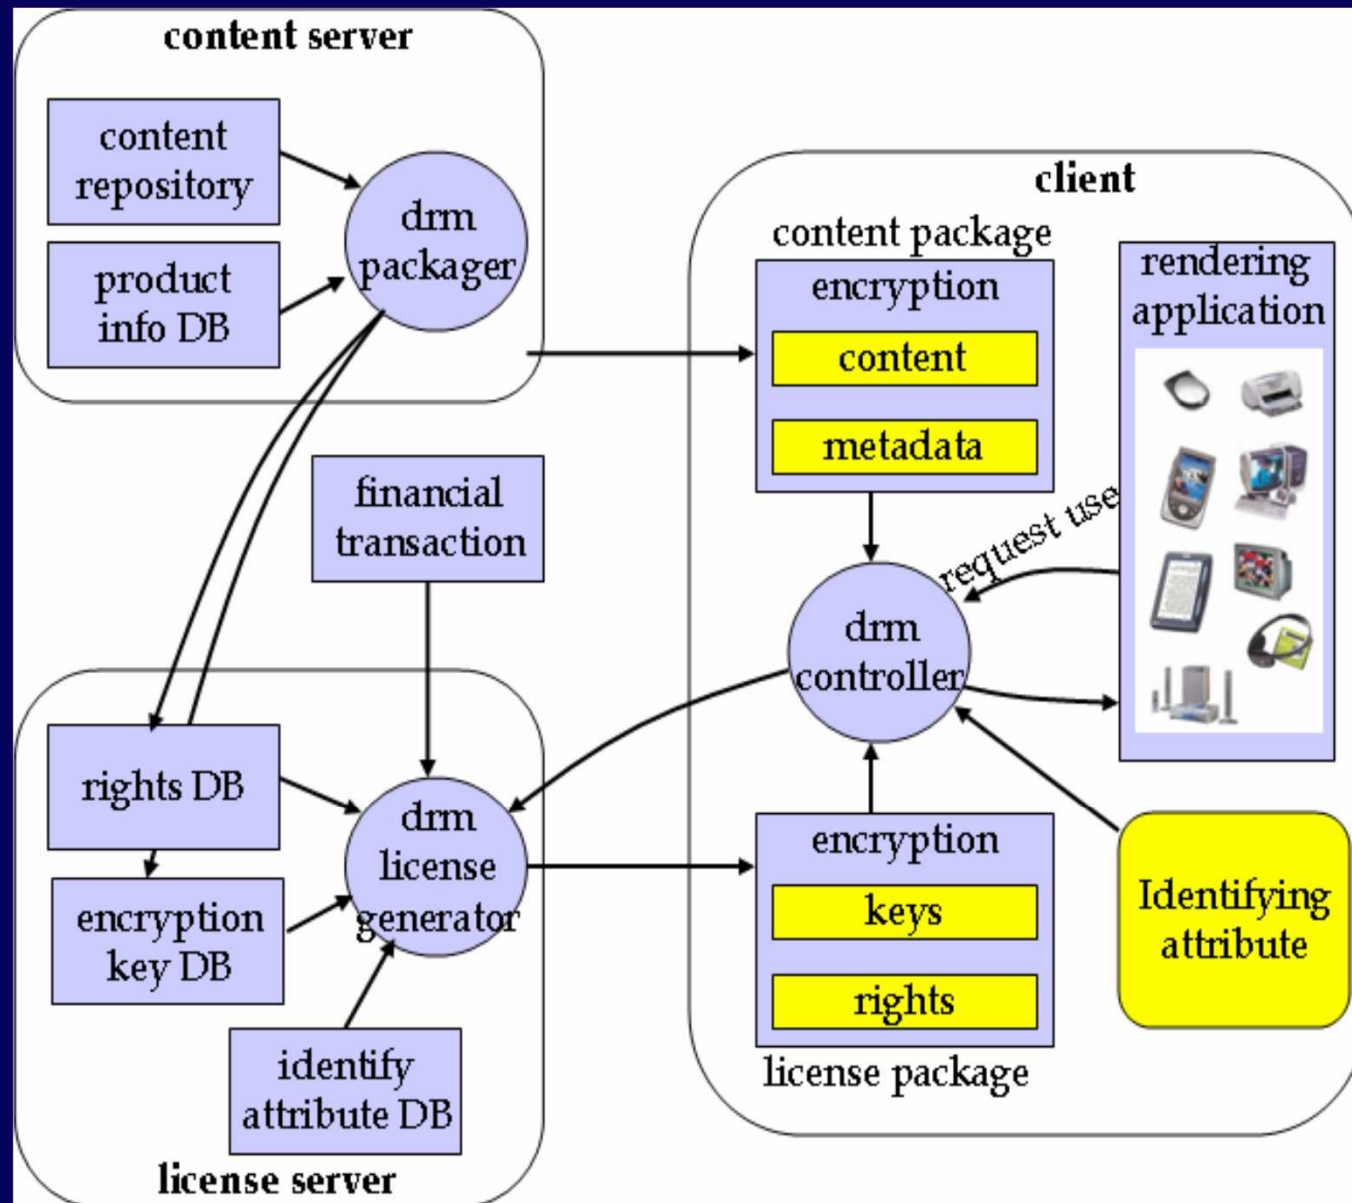 content server
content
repository
product
info DB
drm
packager
financial
transaction
rights DB
encryption
key DB
drm
license
generator
identify
attribute DB
license server
client
content package
encryption
content
metadata
rendering
application
request use
drm
controller
encryption
keys
rights
license package
Identifying
attribute